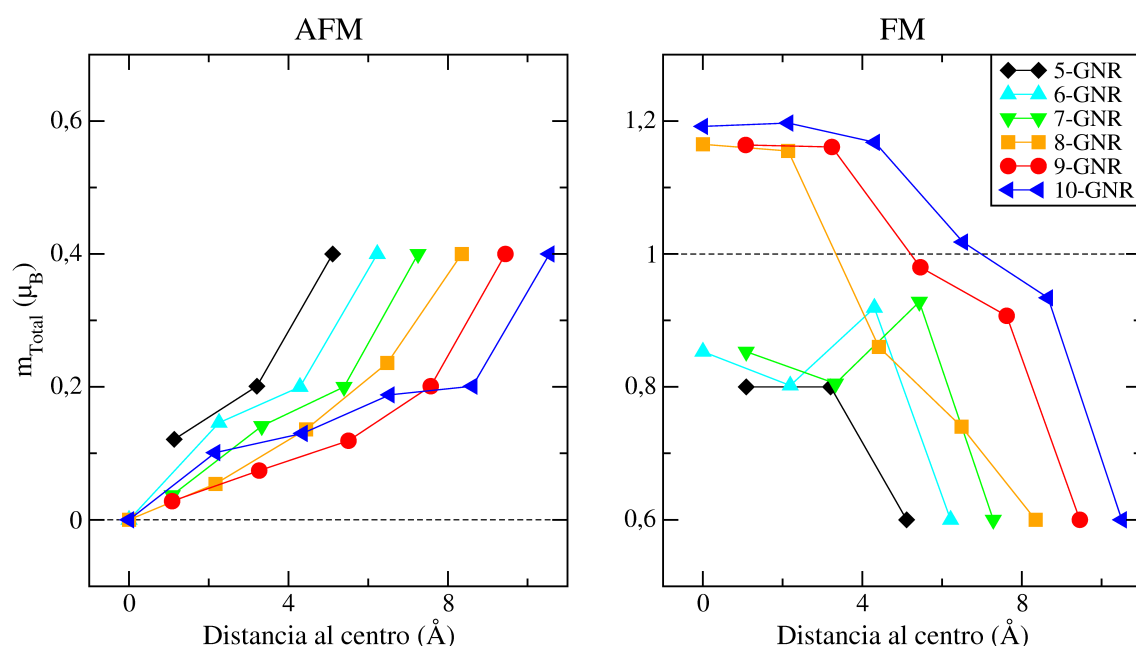 AFM
FM
m_Total (μ_B)
0,6
0,4
0,2
0
0 4 8
Distancia al centro (Å)
1,2
1
0,8
0,6
0 4 8
Distancia al centro (Å)
5-GNR
6-GNR
7-GNR
8-GNR
9-GNR
10-GNR